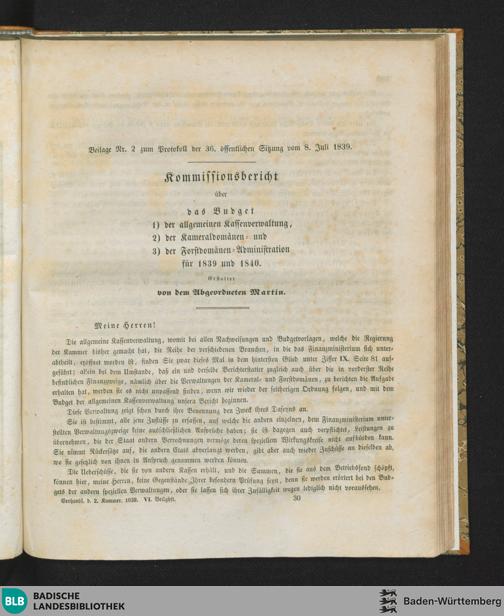 Beilage Nr. 2 zum Protokoll der 36. öffentlichen Sitzung vom 8. Juli 1839.
Kommissionsbericht
über
das Budget
1) der allgemeinen Kassenverwaltung,
2) der Kameraldomänen- und
3) der Forstdomänen-Administration
für 1839 und 1840.
Erstattet
von dem Abgeordneten Martin.
Meine Herren!
Die allgemeine Kassenverwaltung, womit bei allen Nachweisungen und Budgetvorlagen, welche die Regierung
der Kammer bisher gemacht hat, die Reihe der verschiedenen Branchen, in die das Finanzministerium sich unter-
abtheilt, eröffnet worden ist, finden Sie zwar dieses Mal in dem hintersten Glied unter Ziffer IX. Seite 81 auf-
geführt; allein bei dem Umstande, daß ein und derselbe Berichterstatter zugleich auch über die in vorderster Reihe
befindlichen Finanzzweige, nämlich über die Verwaltungen der Kameral- und Forstdomänen, zu berichten die Aufgabe
erhalten hat, werden sie es nicht unpassend finden, wenn wir wieder der seitherigen Ordnung folgen, und mit dem
Budget der allgemeinen Kassenverwaltung unsern Bericht beginnen.
Diese Verwaltung zeigt schon durch ihre Benennung den Zweck ihres Daseyns an.
Sie ist bestimmt, alle jene Zuflüsse zu erfassen, auf welche die andern einzelnen, dem Finanzministerium unter-
stellten Verwaltungszweige keine ausschließlichen Ansprüche haben; sie ist dagegen auch verpflichtet, Leistungen zu
übernehmen, die der Staat andern Verrechnungen vermöge deren speziellem Wirkungskreise nicht aufbürden kann.
Sie nimmt Rückersätze auf, die andern Etats abverlangt werden, gibt aber auch wieder Zuschüsse an dieselben ab,
wo sie gesetzlich von ihnen in Anspruch genommen werden können.
Die Ueberschüsse, die sie von andern Kassen erhält, und die Summen, die sie aus dem Betriebsfond schöpft,
können hier, meine Herren, keine Gegenstände Ihrer besondern Prüfung seyn, denn sie werden erörtert bei den Bud-
gets der andern speziellen Verwaltungen, oder sie lassen sich ihrer Zufälligkeit wegen lediglich nicht voraussehen.
Verhandl. d. 2. Kammer. 1839. VI. Beilghft. 30
BLB BADISCHE
LANDESBIBLIOTHEK
Baden-Württemberg